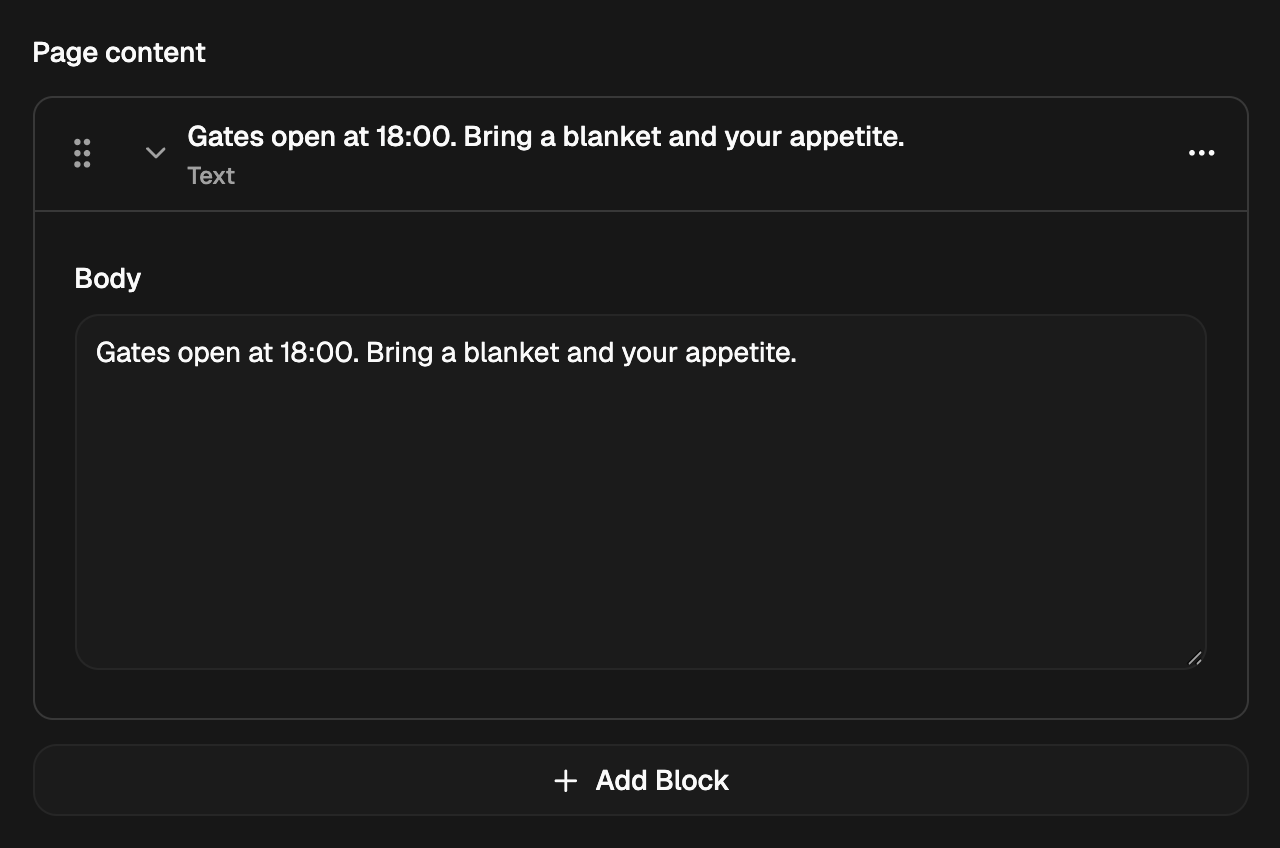 Page content
Gates open at 18:00. Bring a blanket and your appetite.
Text
Body
Gates open at 18:00. Bring a blanket and your appetite.
Add Block